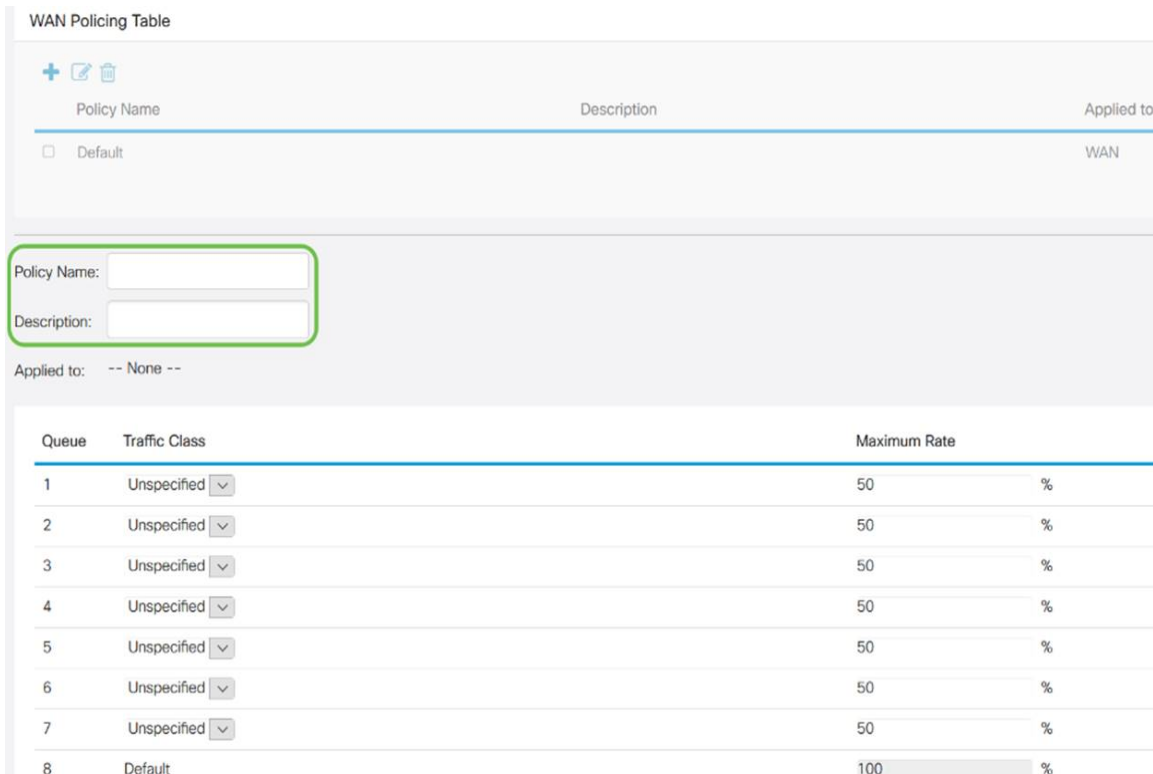 WAN Policing Table
Policy Name Description Applied to
Default WAN
Policy Name:
Description:
Applied to: -- None --
Queue Traffic Class Maximum Rate
1 Unspecified 50 %
2 Unspecified 50 %
3 Unspecified 50 %
4 Unspecified 50 %
5 Unspecified 50 %
6 Unspecified 50 %
7 Unspecified 50 %
8 Default 100 %